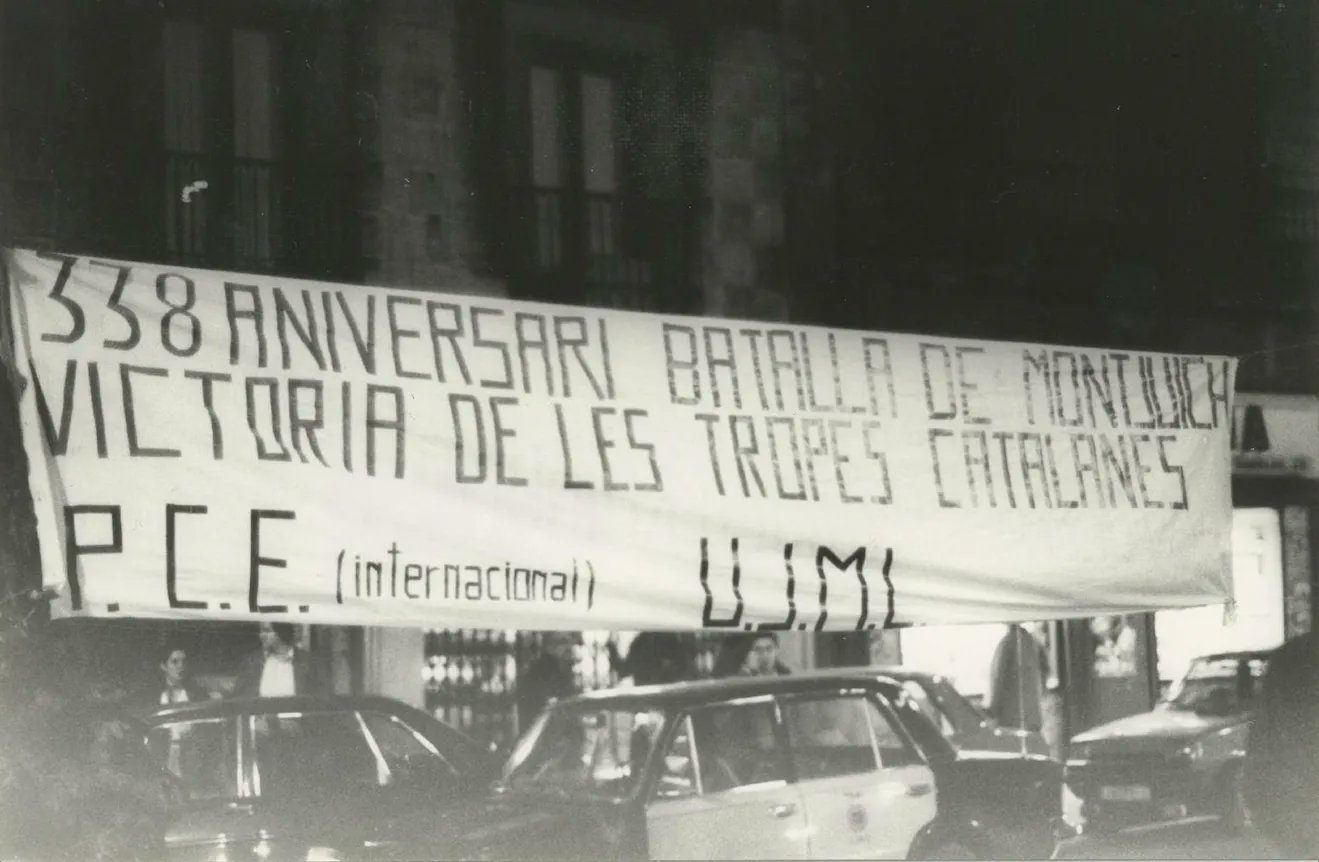 338 ANIVERSARI BATALLA DE MONTJUICH
VICTORIA DE LES TROPES CATALANES
P.C.E. (internacional) U.J.M.L.
A